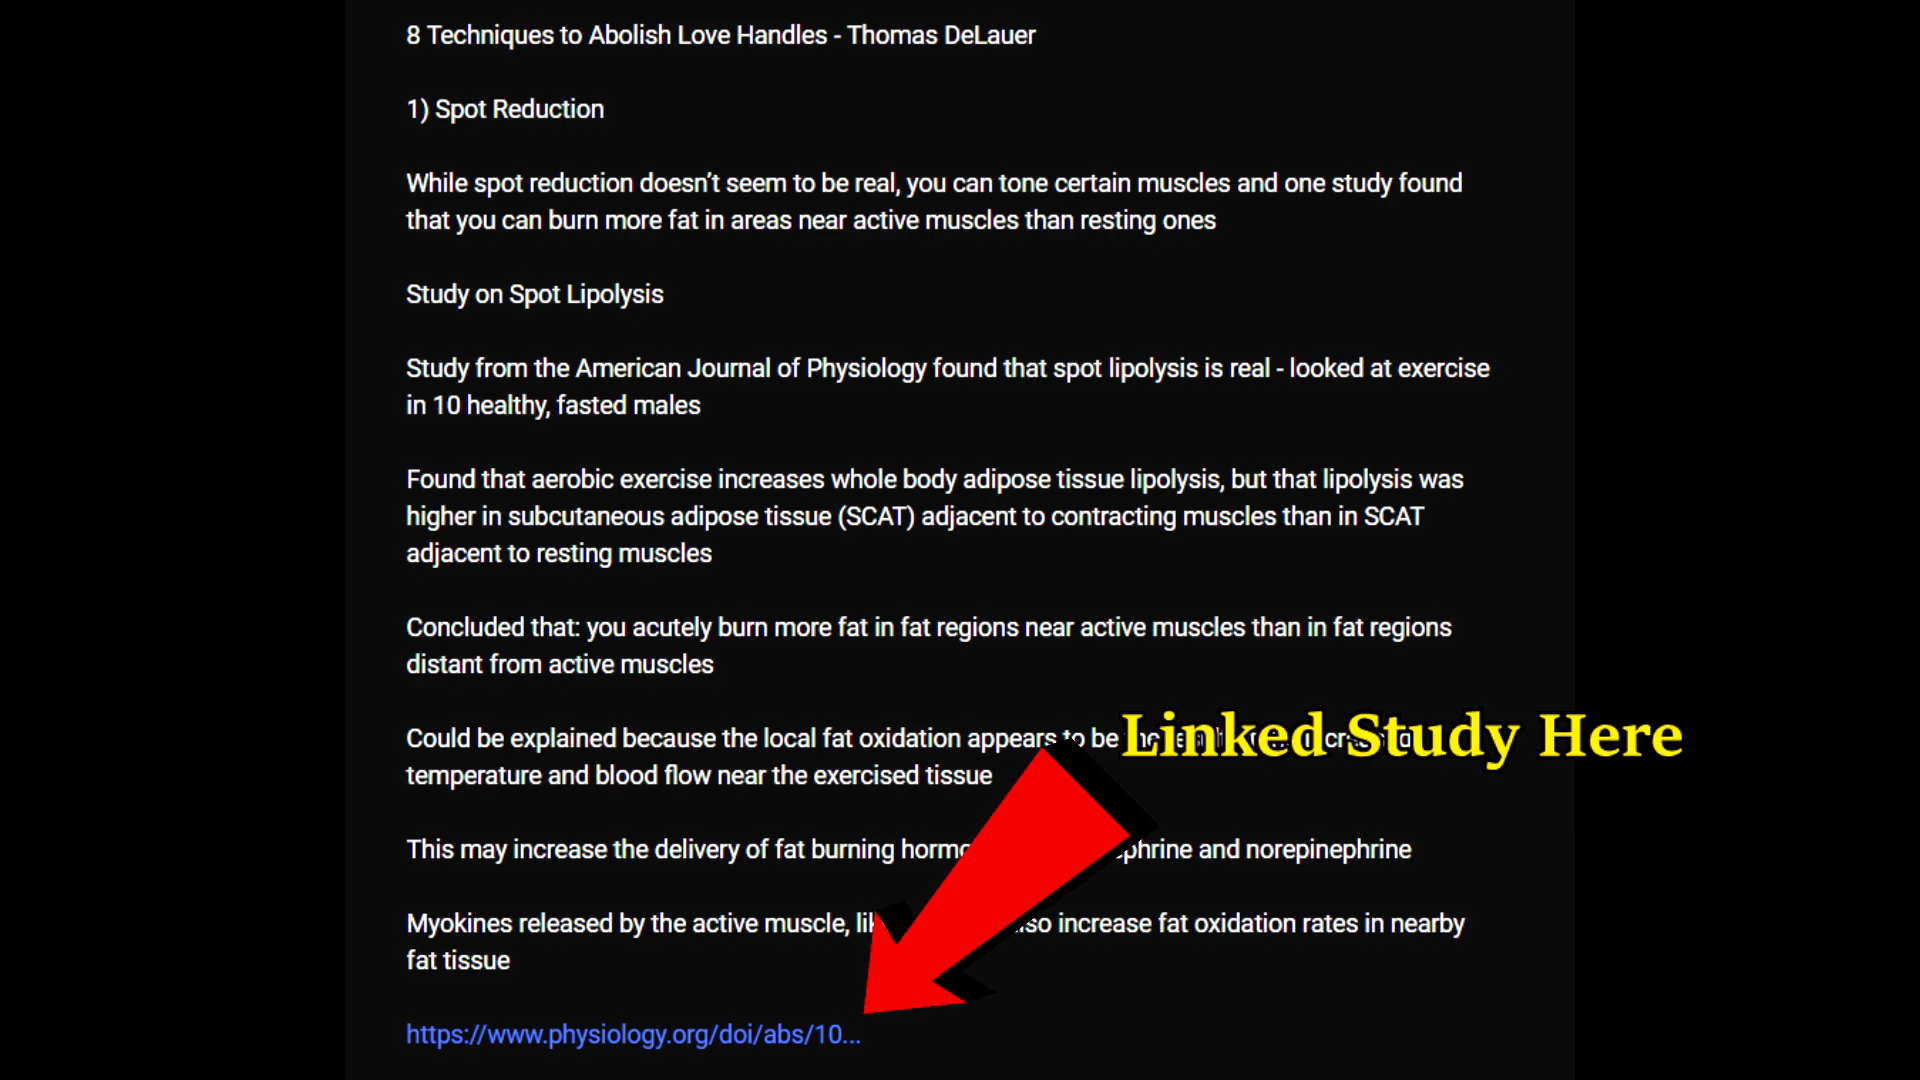 8 Techniques to Abolish Love Handles - Thomas DeLauer
1) Spot Reduction
While spot reduction doesn’t seem to be real, you can tone certain muscles and one study found
that you can burn more fat in areas near active muscles than resting ones
Study on Spot Lipolysis
Study from the American Journal of Physiology found that spot lipolysis is real - looked at exercise
in 10 healthy, fasted males
Found that aerobic exercise increases whole body adipose tissue lipolysis, but that lipolysis was
higher in subcutaneous adipose tissue (SCAT) adjacent to contracting muscles than in SCAT
adjacent to resting muscles
Concluded that: you acutely burn more fat in fat regions near active muscles than in fat regions
distant from active muscles
Linked Study Here
Could be explained because the local fat oxidation appears to be
temperature and blood flow near the exercised tissue
This may increase the delivery of fat burning and norepinephrine
Myokines released by the active muscle, increase fat oxidation rates in nearby
fat tissue
https://www.physiology.org/doi/abs/10...